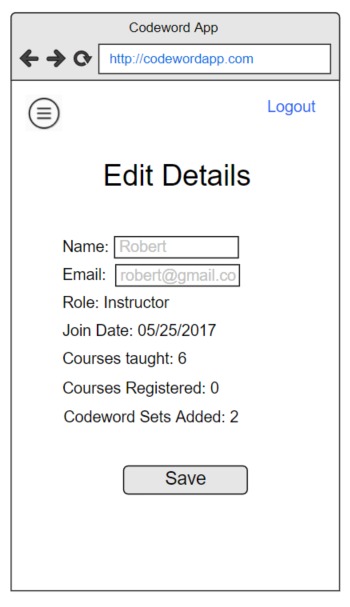 Codeword App
http://codewordapp.com
Logout
Edit Details
Name: Robert
Email: robert@gmail.co
Role: Instructor
Join Date: 05/25/2017
Courses taught: 6
Courses Registered: 0
Codeword Sets Added: 2
Save